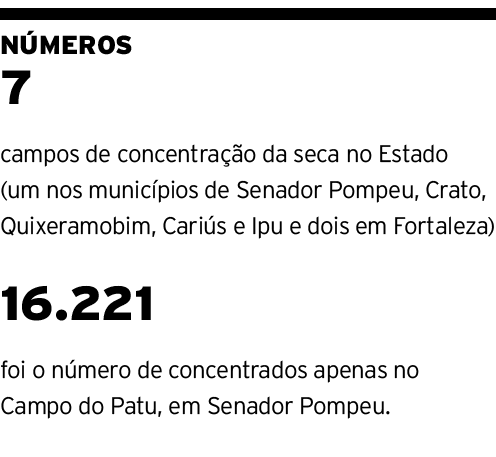 NÚMEROS
7
campos de concentração da seca no Estado
(um nos municípios de Senador Pompeu, Crato,
Quixeramobim, Cariús e Ipu e dois em Fortaleza)
16.221
foi o número de concentrados apenas no
Campo do Patu, em Senador Pompeu.